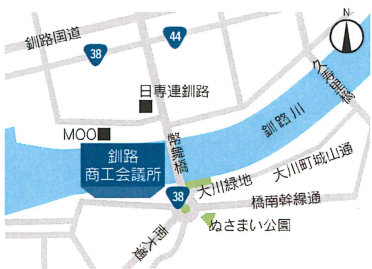 N
44
釧路国道
38
久寿里橋
日専連釧路
釧路川
MOO
幣舞橋
釧路
商工会議所
大川町城山通
大川緑地
38
橋南幹線通
ぬさまい公園
南大通